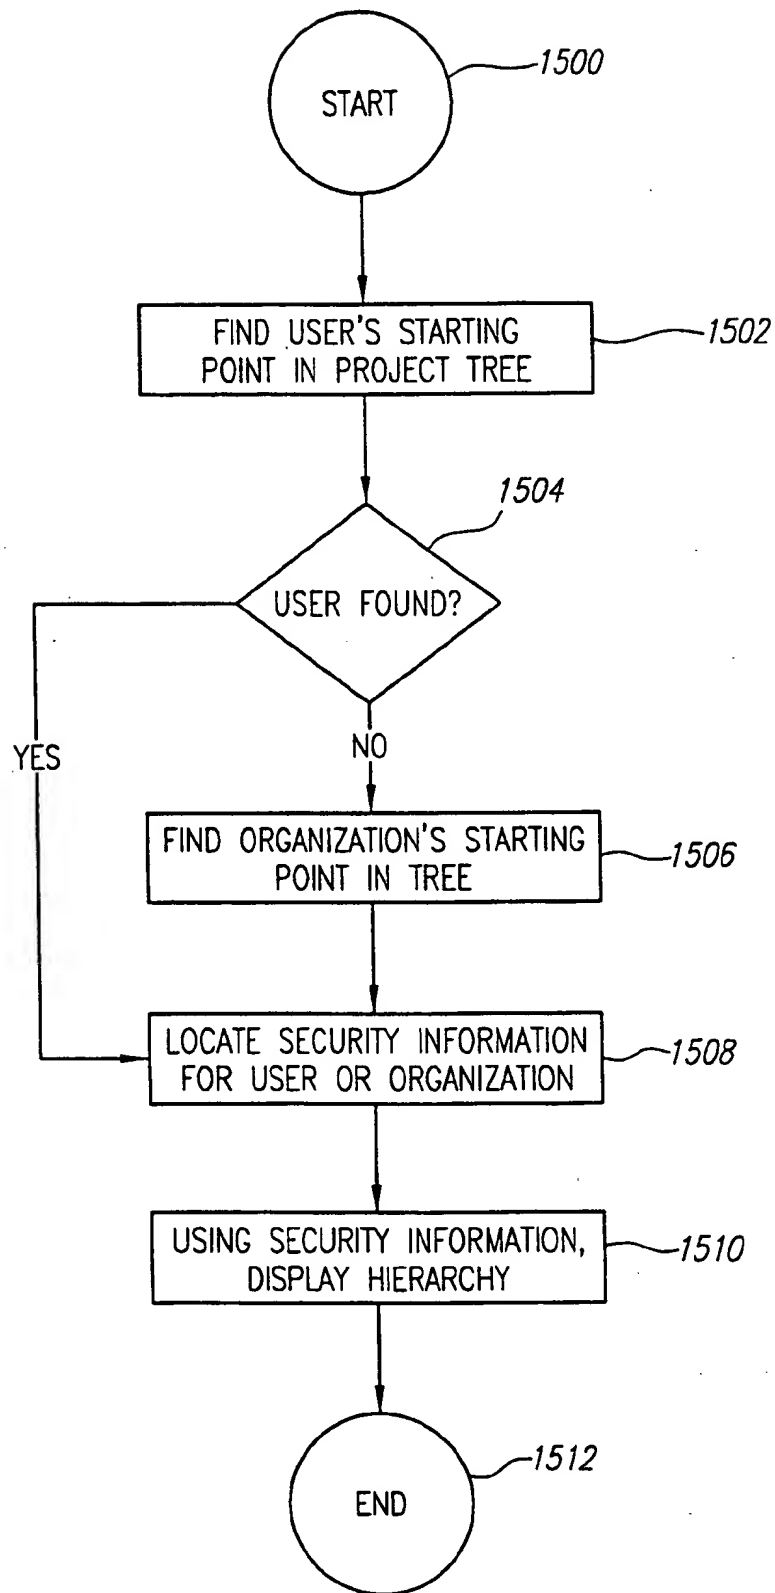 START
1500
FIND USER'S STARTING
POINT IN PROJECT TREE
1502
1504
USER FOUND?
YES
NO
FIND ORGANIZATION'S STARTING
POINT IN TREE
1506
LOCATE SECURITY INFORMATION
FOR USER OR ORGANIZATION
1508
USING SECURITY INFORMATION,
DISPLAY HIERARCHY
1510
END
1512